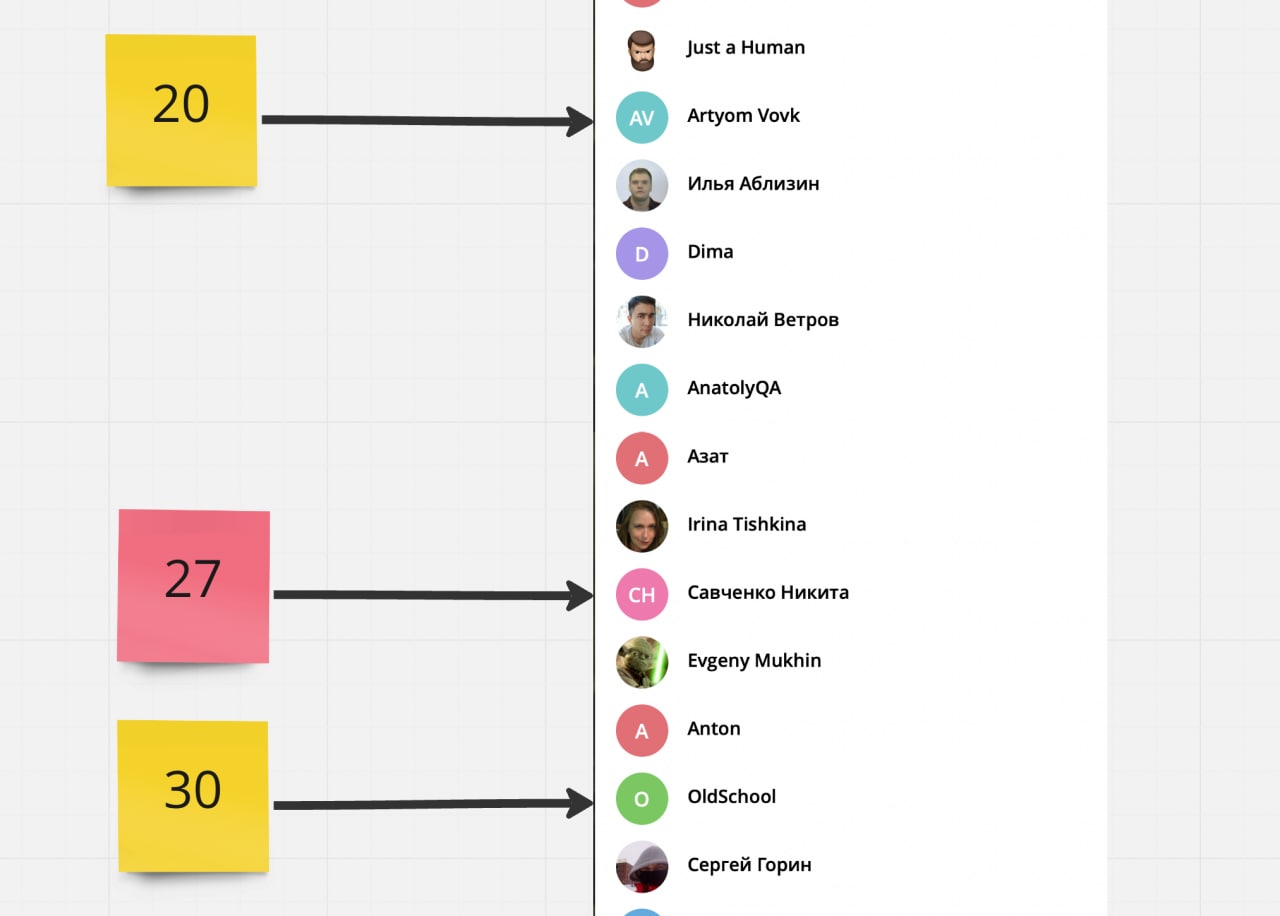 Just a Human
20
AV Artyom Vovk
Илья Аблизин
D Dima
Николай Ветров
A AnatolyQA
А Азат
Irina Tishkina
27
СН Савченко Никита
Evgeny Mukhin
A Anton
30
O OldSchool
Сергей Горин